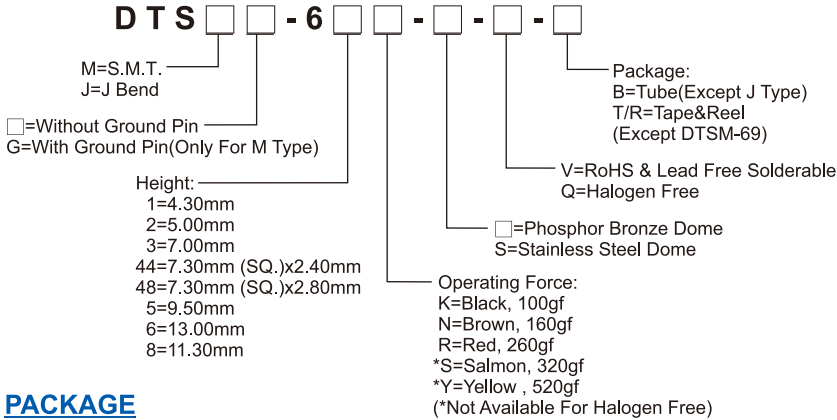 DTS□□-6□□-□-□-□
M=S.M.T.
J=J Bend
□=Without Ground Pin
G=With Ground Pin(Only For M Type)
Height:
1=4.30mm
2=5.00mm
3=7.00mm
44=7.30mm (SQ.)x2.40mm
48=7.30mm (SQ.)x2.80mm
5=9.50mm
6=13.00mm
8=11.30mm
Package:
B=Tube(Except J Type)
T/R=Tape&Reel
(Except DTSM-69)
V=RoHS & Lead Free Solderable
Q=Halogen Free
□=Phosphor Bronze Dome
S=Stainless Steel Dome
Operating Force:
K=Black, 100gf
N=Brown, 160gf
R=Red, 260gf
*S=Salmon, 320gf
*Y=Yellow , 520gf
(*Not Available For Halogen Free)
PACKAGE